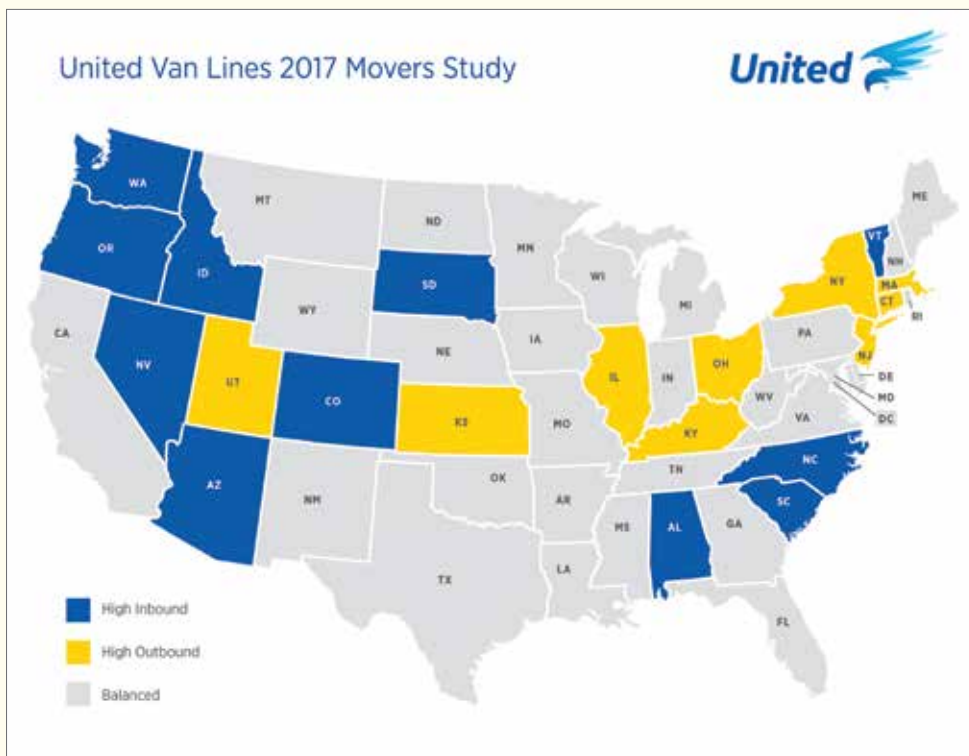 United Van Lines 2017 Movers Study
United
WA
MT
ND
MN
ME
OR
ID
SD
WI
VT
NH
NY
MA
CT
RI
WY
MI
CA
NV
UT
NE
IA
PA
NJ
CO
IL
IN
OH
DE
MD
DC
KS
MO
WV
VA
KY
AZ
NM
OK
TN
NC
AR
SC
MS
AL
GA
TX
LA
FL
High Inbound
High Outbound
Balanced